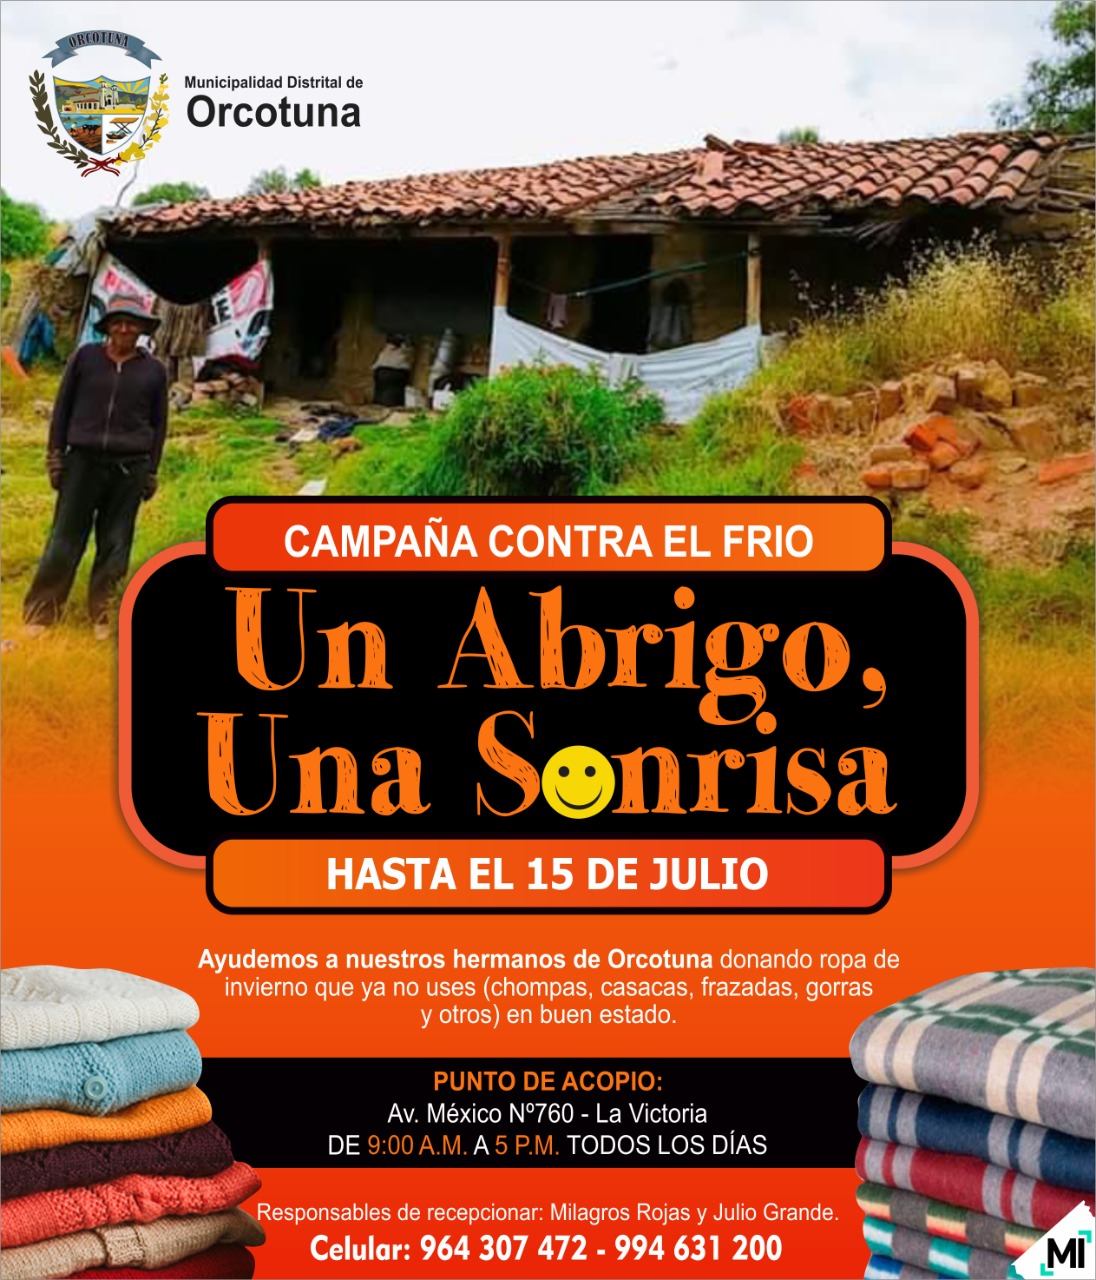 ORCOTUNA
Municipalidad Distrital de
Orcotuna
CAMPAÑA CONTRA EL FRIO
Un Abrigo,
Una Sonrisa
HASTA EL 15 DE JULIO
Ayudemos a nuestros hermanos de Orcotuna donando ropa de
invierno que ya no uses (chompas, casacas, frazadas, gorras
y otros) en buen estado.
PUNTO DE ACOPIO:
Av. México Nº760 - La Victoria
DE 9:00 A.M. A 5 P.M. TODOS LOS DÍAS
Responsables de recepcionar: Milagros Rojas y Julio Grande.
Celular: 964 307 472 - 994 631 200
MI